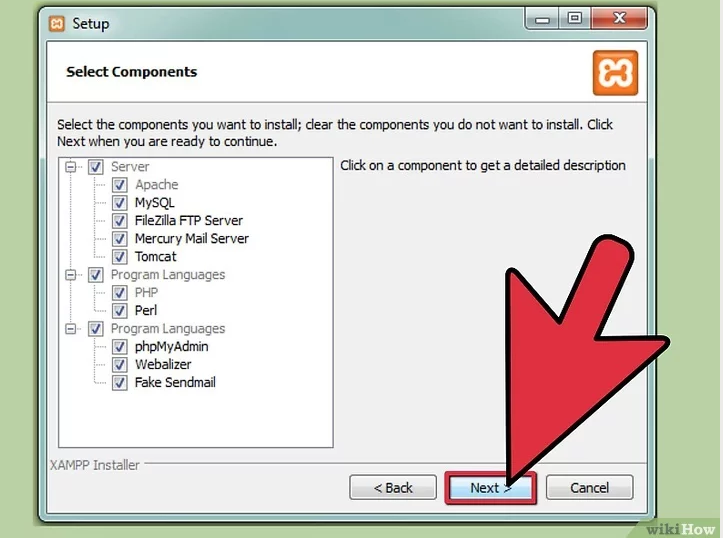 Setup
Select Components
Select the components you want to install; clear the components you do not want to install. Click
Next when you are ready to continue.
Server
Apache
MySQL
FileZilla FTP Server
Mercury Mail Server
Tomcat
Program Languages
PHP
Perl
Program Languages
phpMyAdmin
Webalizer
Fake Sendmail
Click on a component to get a detailed description
XAMPP Installer
< Back
Next >
Cancel
wikiHow